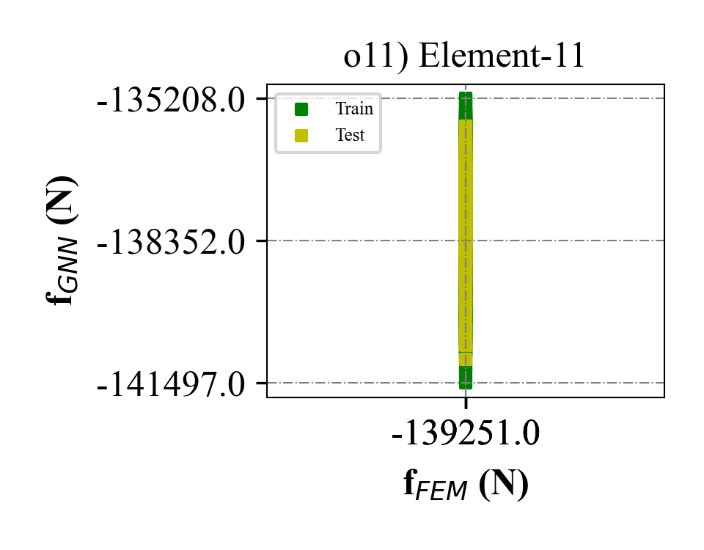 o11) Element-11
-135208.0
Train
Test
-138352.0
-141497.0
-139251.0
f_GNN (N)
f_FEM (N)